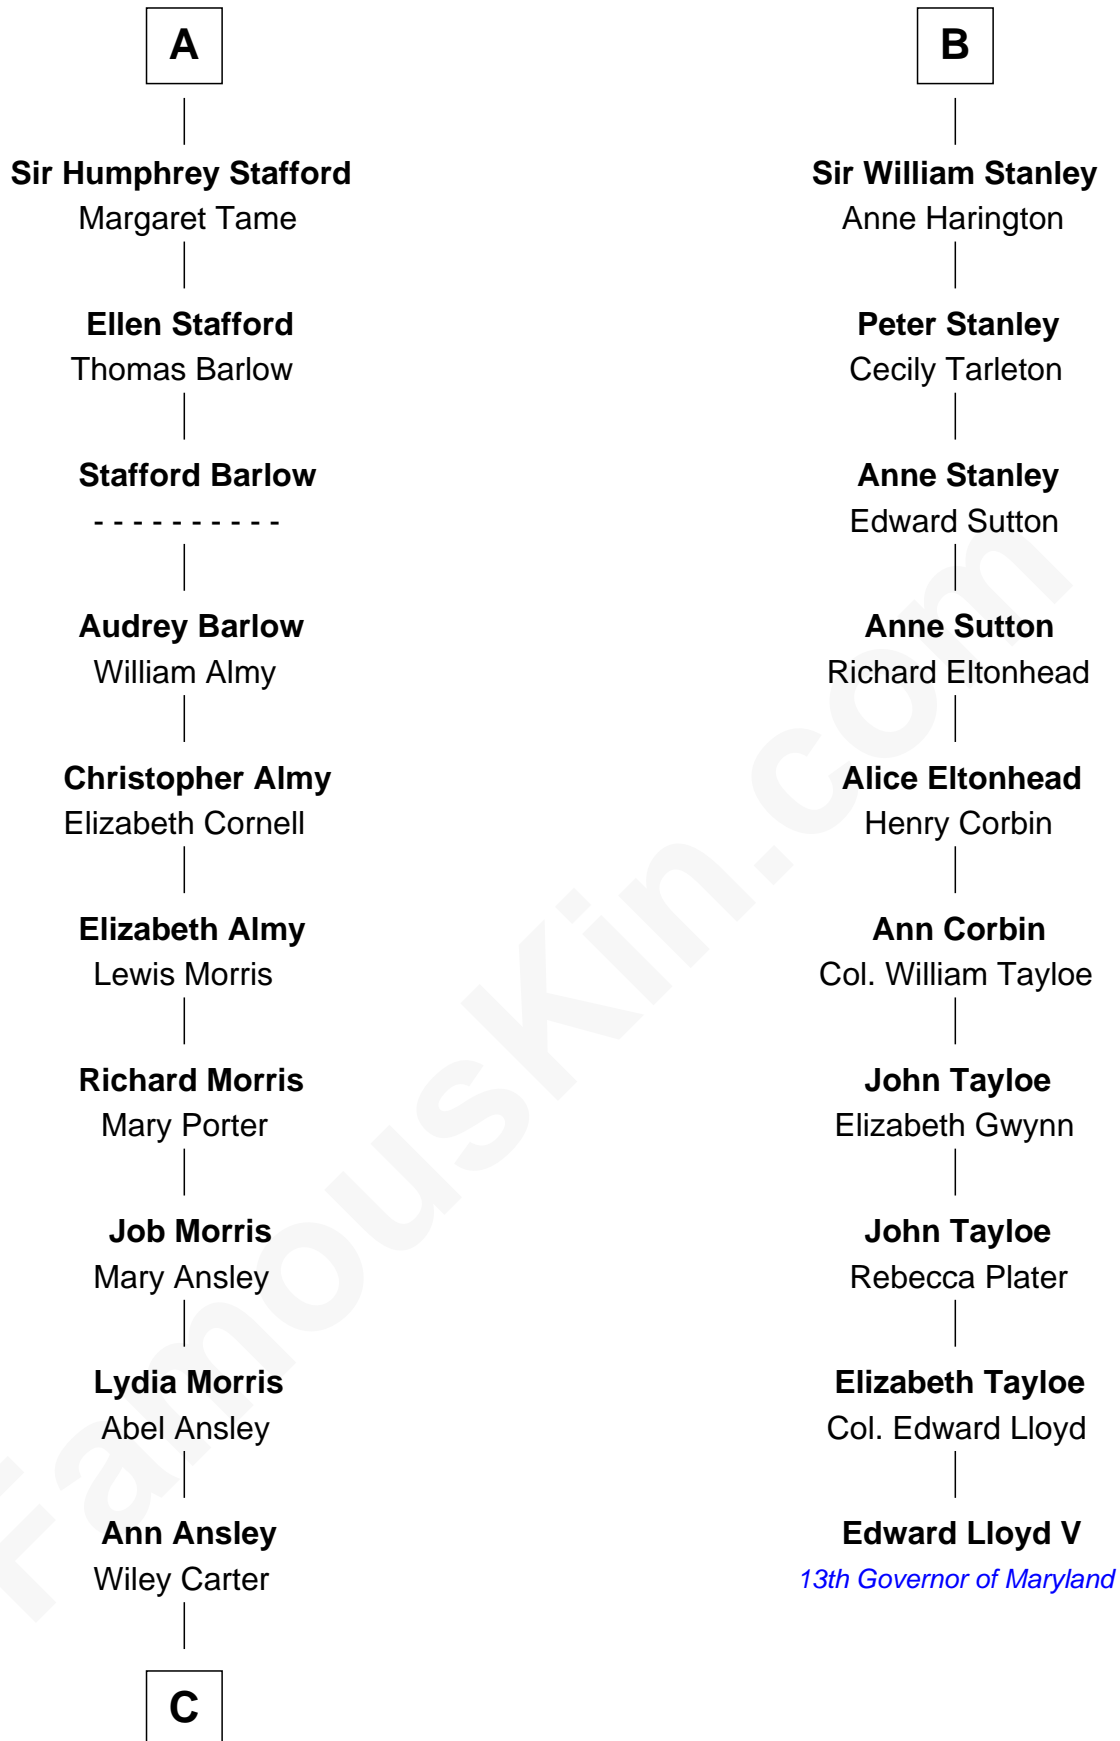 A
Sir Humphrey Stafford
Margaret Tame
Ellen Stafford
Thomas Barlow
Stafford Barlow
- - - - - - - - - -
Audrey Barlow
William Almy
Christopher Almy
Elizabeth Cornell
Elizabeth Almy
Lewis Morris
Richard Morris
Mary Porter
Job Morris
Mary Ansley
Lydia Morris
Abel Ansley
Ann Ansley
Wiley Carter
C
B
Sir William Stanley
Anne Harington
Peter Stanley
Cecily Tarleton
Anne Stanley
Edward Sutton
Anne Sutton
Richard Eltonhead
Alice Eltonhead
Henry Corbin
Ann Corbin
Col. William Tayloe
John Tayloe
Elizabeth Gwynn
John Tayloe
Rebecca Plater
Elizabeth Tayloe
Col. Edward Lloyd
Edward Lloyd V
13th Governor of Maryland
FamousKin.com